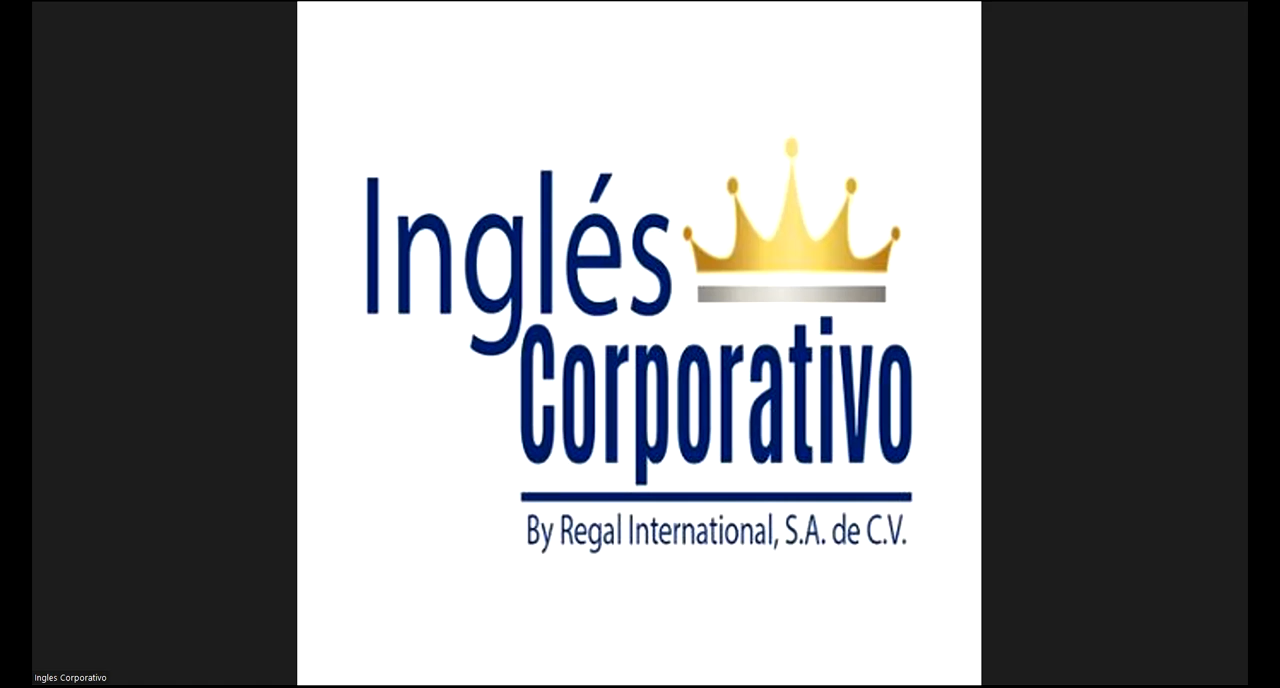 Inglés
Corporativo
By Regal International, S.A. de C.V.
Ingles Corporativo